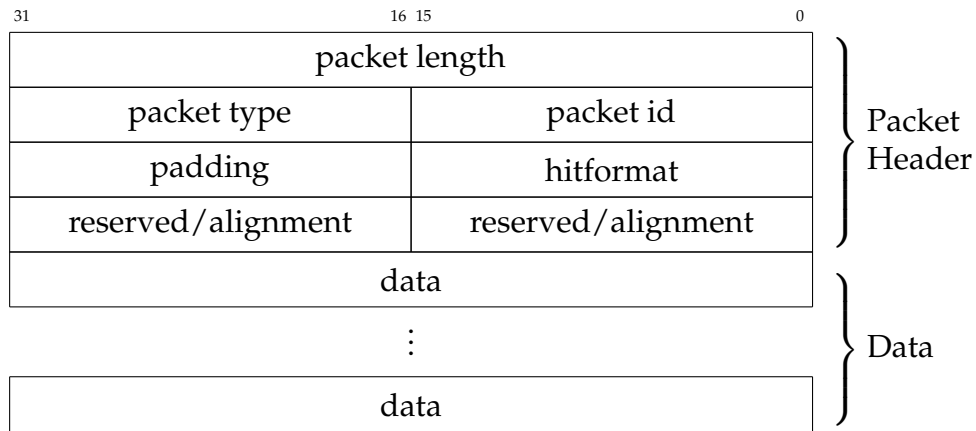 31 16 15 0
packet length
packet type packet id
padding hitformat
reserved/alignment reserved/alignment
Packet
Header
data
⋮
data
Data